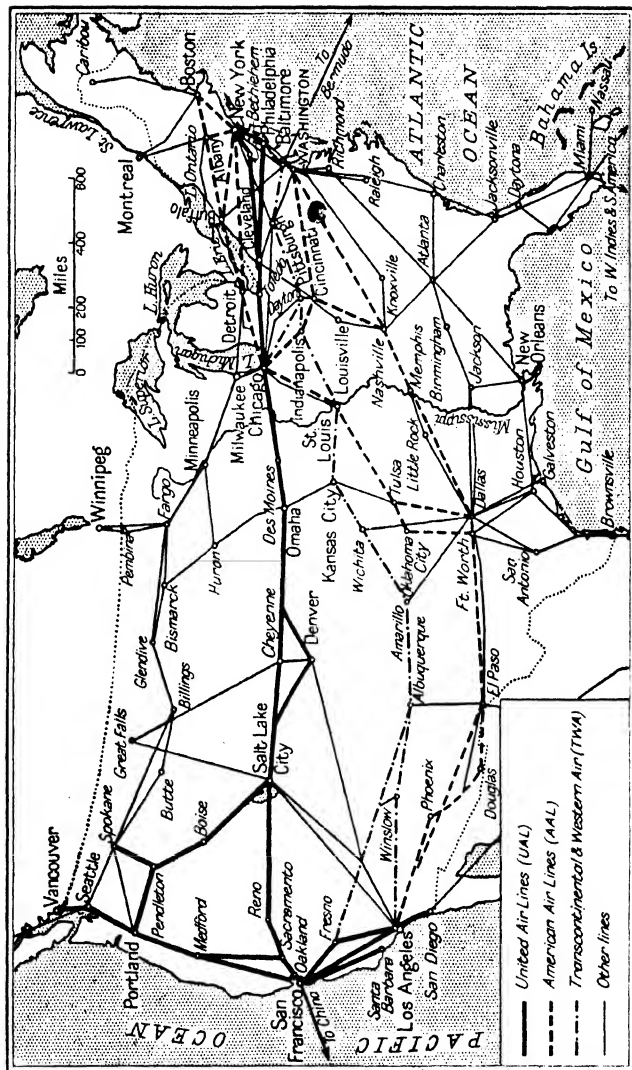 Vancouver
Seattle
Spokane
Portland
Pendleton
Medford
Boise
Butte
Great Falls
Billings
Glendive
Bismarck
Pembina
Winnipeg
Fargo
Huron
Minneapolis
Milwaukee
Chicago
L. Superior
L. Michigan
L. Huron
Miles
0 100 200 400 600
Montreal
St. Lawrence
Caribou
Boston
L. Ontario
Albany
Buffalo
Erie
Detroit
Cleveland
Toledo
New York
Bethlehem
Philadelphia
Baltimore
WASHINGTON
Pittsburg
Dayton
Cincinnati
Indianapolis
Louisville
Richmond
Raleigh
To Bermuda
ATLANTIC
OCEAN
San Francisco
Oakland
Sacramento
Reno
Salt Lake City
Cheyenne
Denver
Omaha
Des Moines
Kansas City
St. Louis
To China
Fresno
Santa Barbara
Los Angeles
San Diego
PACIFIC
OCEAN
Winslow
Phoenix
Douglas
Albuquerque
Amarillo
El Paso
Wichita
Oklahoma City
Tulsa
Little Rock
Memphis
Nashville
Knoxville
Ft. Worth
Dallas
San Antonio
Houston
Galveston
Brownsville
Mississippi
Jackson
Birmingham
Atlanta
New Orleans
Charleston
Jacksonville
Daytona
Miami
Nassau
Bahama Is
To W. Indies & S. America
Gulf of Mexico
United Air Lines (UAL)
American Air Lines (AAL)
Transcontinental & Western Air (TWA)
Other lines